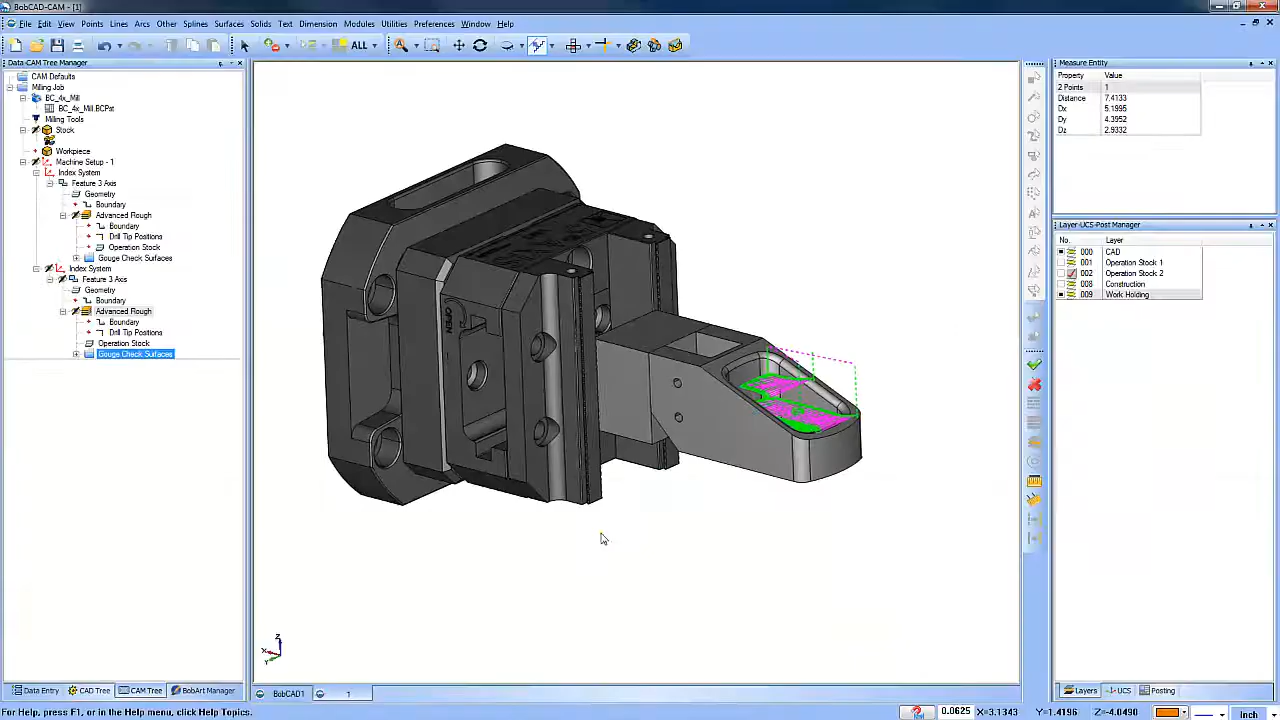 BobCAD-CAM - [1]
File Edit View Points Lines Arcs Other Splines Surfaces Solids Text Dimension Modules Utilities Preferences Window Help
ALL
Data-CAM Tree Manager
CAM Defaults
Milling Job
BC_4x_Mill
BC_4x_Mill.BCPst
Milling Tools
Stock
Workpiece
Machine Setup - 1
Index System
Feature 3 Axis
Geometry
Boundary
Advanced Rough
Boundary
Drill Tip Positions
Operation Stock
Gouge Check Surfaces
Index System
Feature 3 Axis
Geometry
Boundary
Advanced Rough
Boundary
Drill Tip Positions
Operation Stock
Gouge Check Surfaces
OPEN
Z
X
Y
Measure Entity
Property Value
2 Points 1
Distance 7.4133
Dx 5.1995
Dy 4.3952
Dz 2.9332
Layer-UCS-Post Manager
No. Layer
000 CAD
001 Operation Stock 1
002 Operation Stock 2
008 Construction
009 Work Holding
Data Entry CAD Tree CAM Tree BobArt Manager
BobCAD1 1
Layers UCS Posting
For Help, press F1, or in the Help menu, click Help Topics.
0.0625 X=3.1343 Y=1.4196 Z=-4.0490 Inch